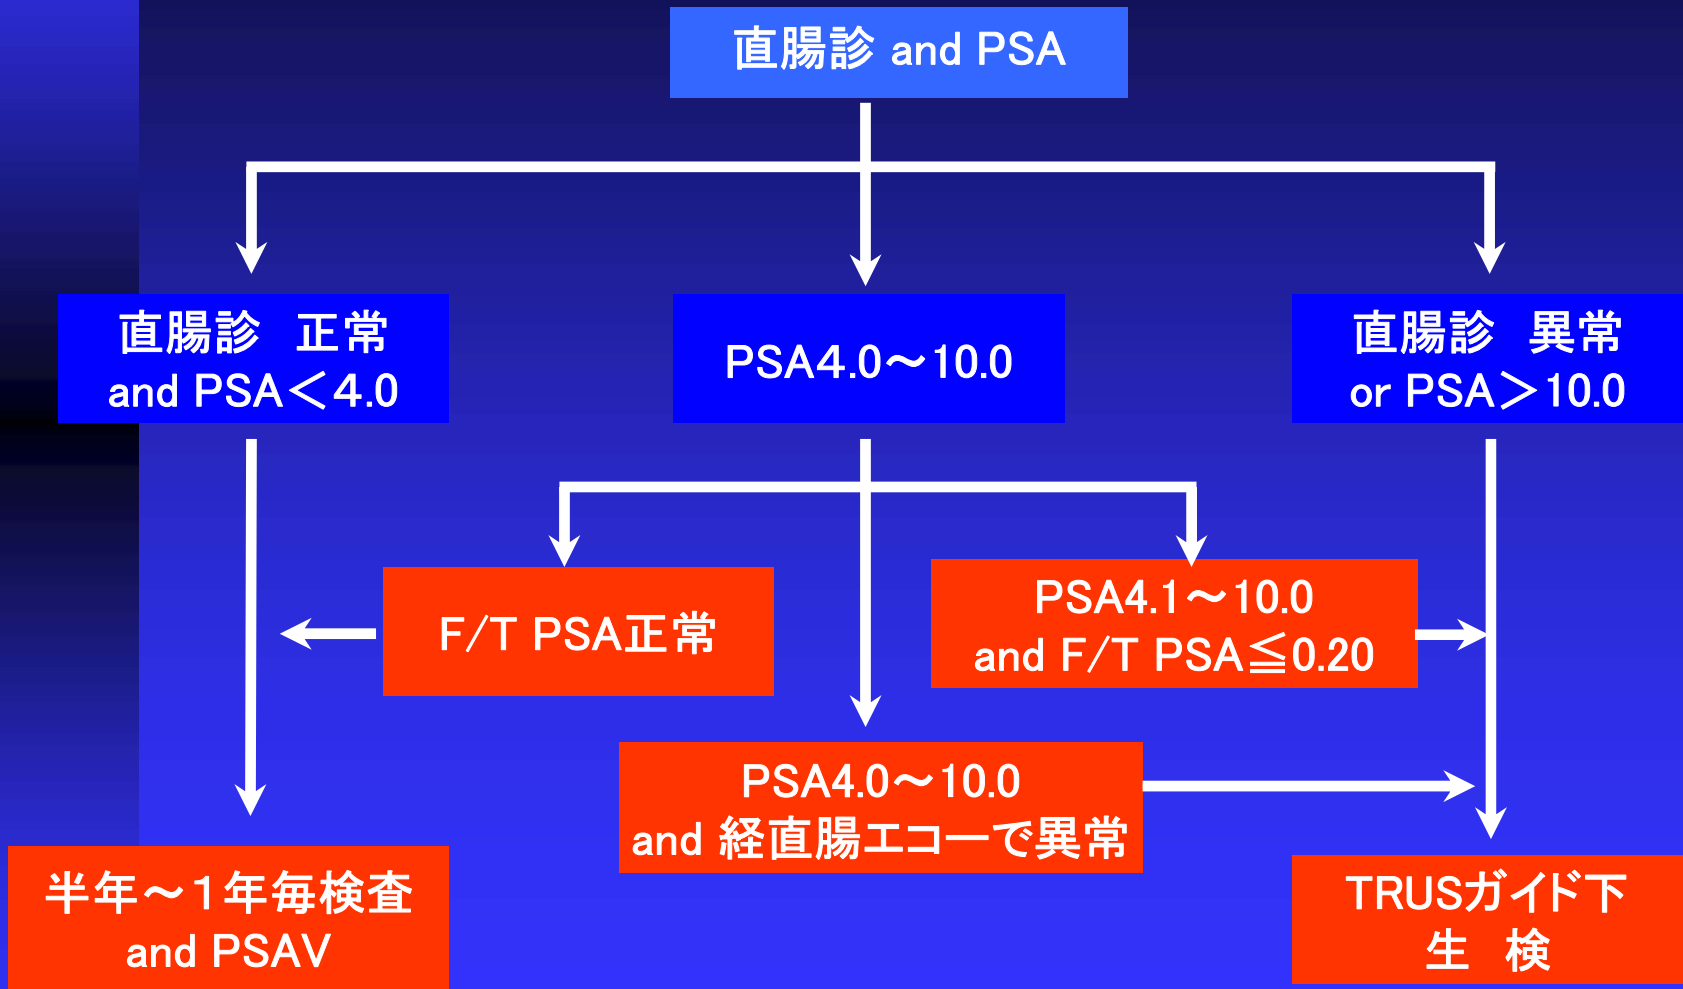 直腸診 and PSA
直腸診　正常
and PSA＜4.0
PSA4.0～10.0
直腸診　異常
or PSA＞10.0
F/T PSA正常
PSA4.1～10.0
and F/T PSA≦0.20
PSA4.0～10.0
and 経直腸エコーで異常
半年～１年毎検査
and PSAV
TRUSガイド下
生　検